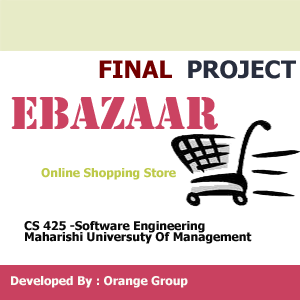 FINAL PROJECT
EBAZAAR
Online Shopping Store
CS 425 -Software Engineering
Maharishi Universuty Of Management
Developed By : Orange Group